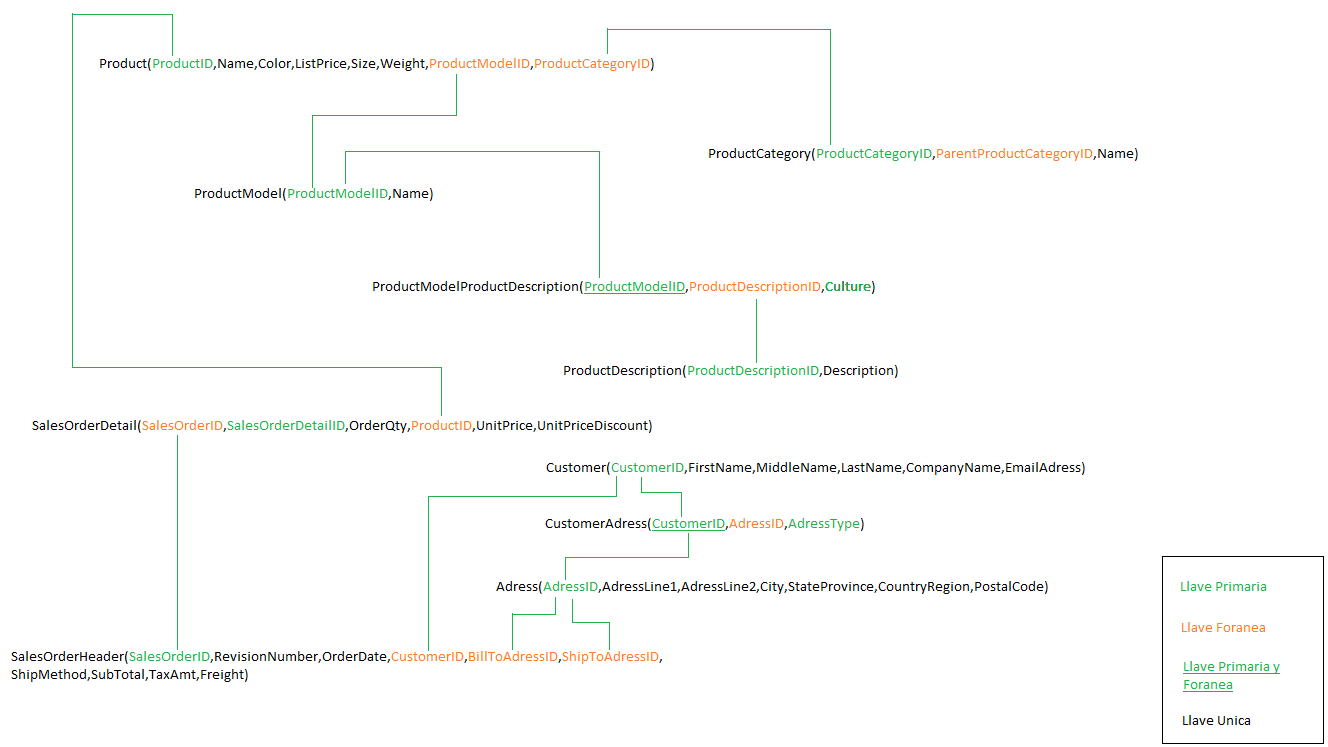 Product(ProductID,Name,Color,ListPrice,Size,Weight,ProductModelID,ProductCategoryID)
ProductCategory(ProductCategoryID,ParentProductCategoryID,Name)
ProductModel(ProductModelID,Name)
ProductModelProductDescription(ProductModelID,ProductDescriptionID,Culture)
ProductDescription(ProductDescriptionID,Description)
SalesOrderDetail(SalesOrderID,SalesOrderDetailID,OrderQty,ProductID,UnitPrice,UnitPriceDiscount)
Customer(CustomerID,FirstName,MiddleName,LastName,CompanyName,EmailAdress)
CustomerAdress(CustomerID,AdressID,AdressType)
Adress(AdressID,AdressLine1,AdressLine2,City,StateProvince,CountryRegion,PostalCode)
SalesOrderHeader(SalesOrderID,RevisionNumber,OrderDate,CustomerID,BillToAdressID,ShipToAdressID,
ShipMethod,SubTotal,TaxAmt,Freight)
Llave Primaria
Llave Foranea
Llave Primaria y
Foranea
Llave Unica